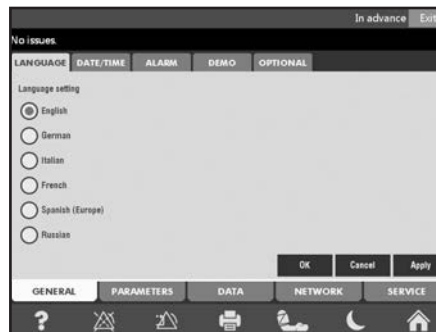 In advance Exit
No issues.
LANGUAGE DATE/TIME ALARM DEMO OPTIONAL
Language setting
English
German
Italian
French
Spanish (Europe)
Russian
OK Cancel Apply
GENERAL PARAMETERS DATA NETWORK SERVICE
?